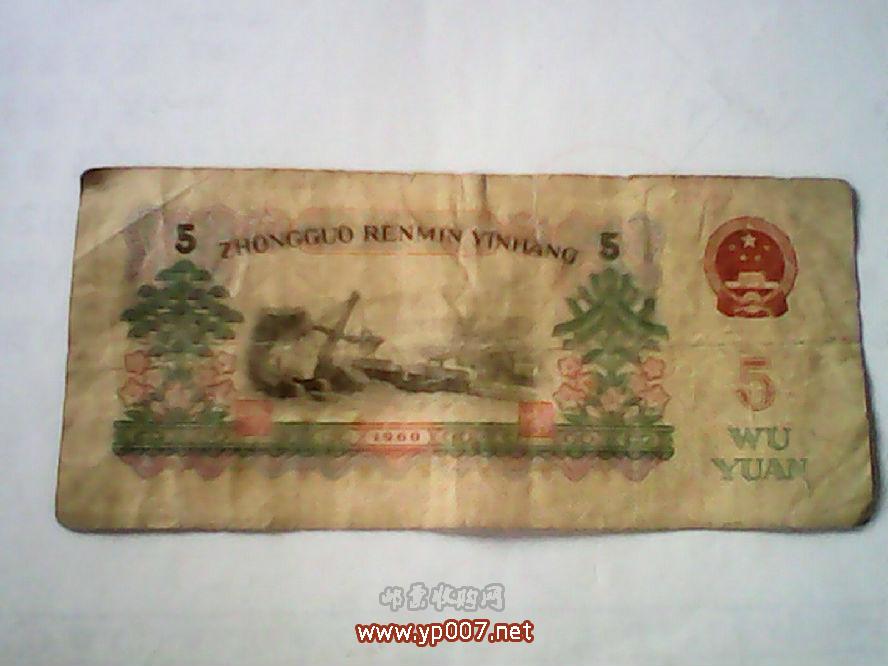 5 ZHONGGUO RENMIN YINHANG 5
1960
5
WU
YUAN
邮票收购网
www.yp007.net